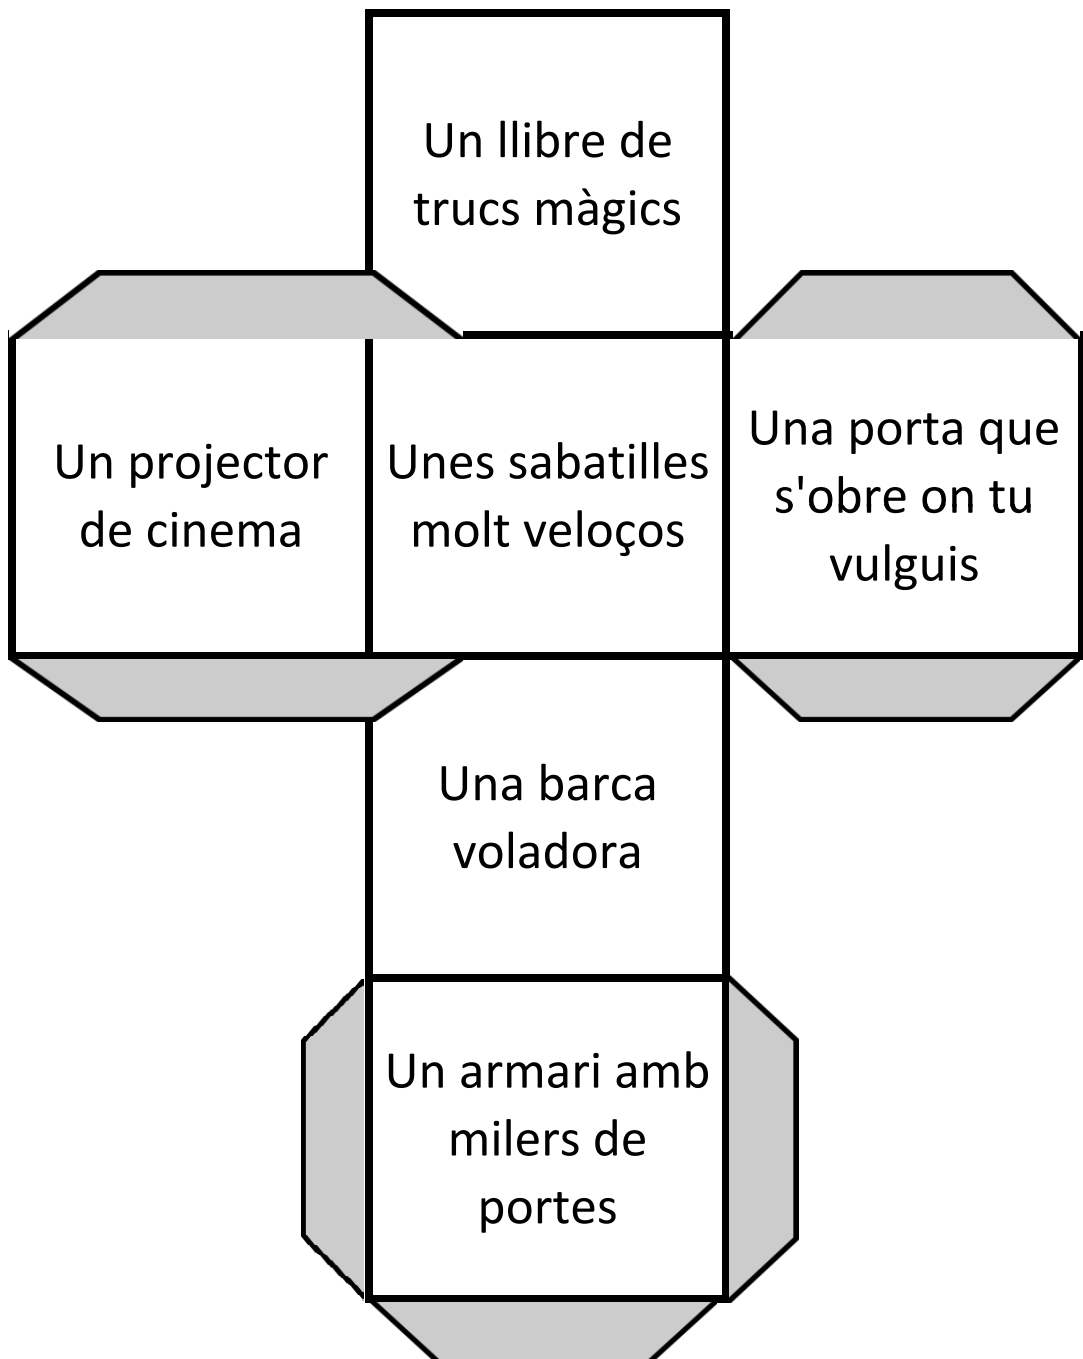 Un llibre de
trucs màgics
Un projector
de cinema
Unes sabatilles
molt veloços
Una porta que
s'obre on tu
vulguis
Una barca
voladora
Un armari amb
milers de
portes